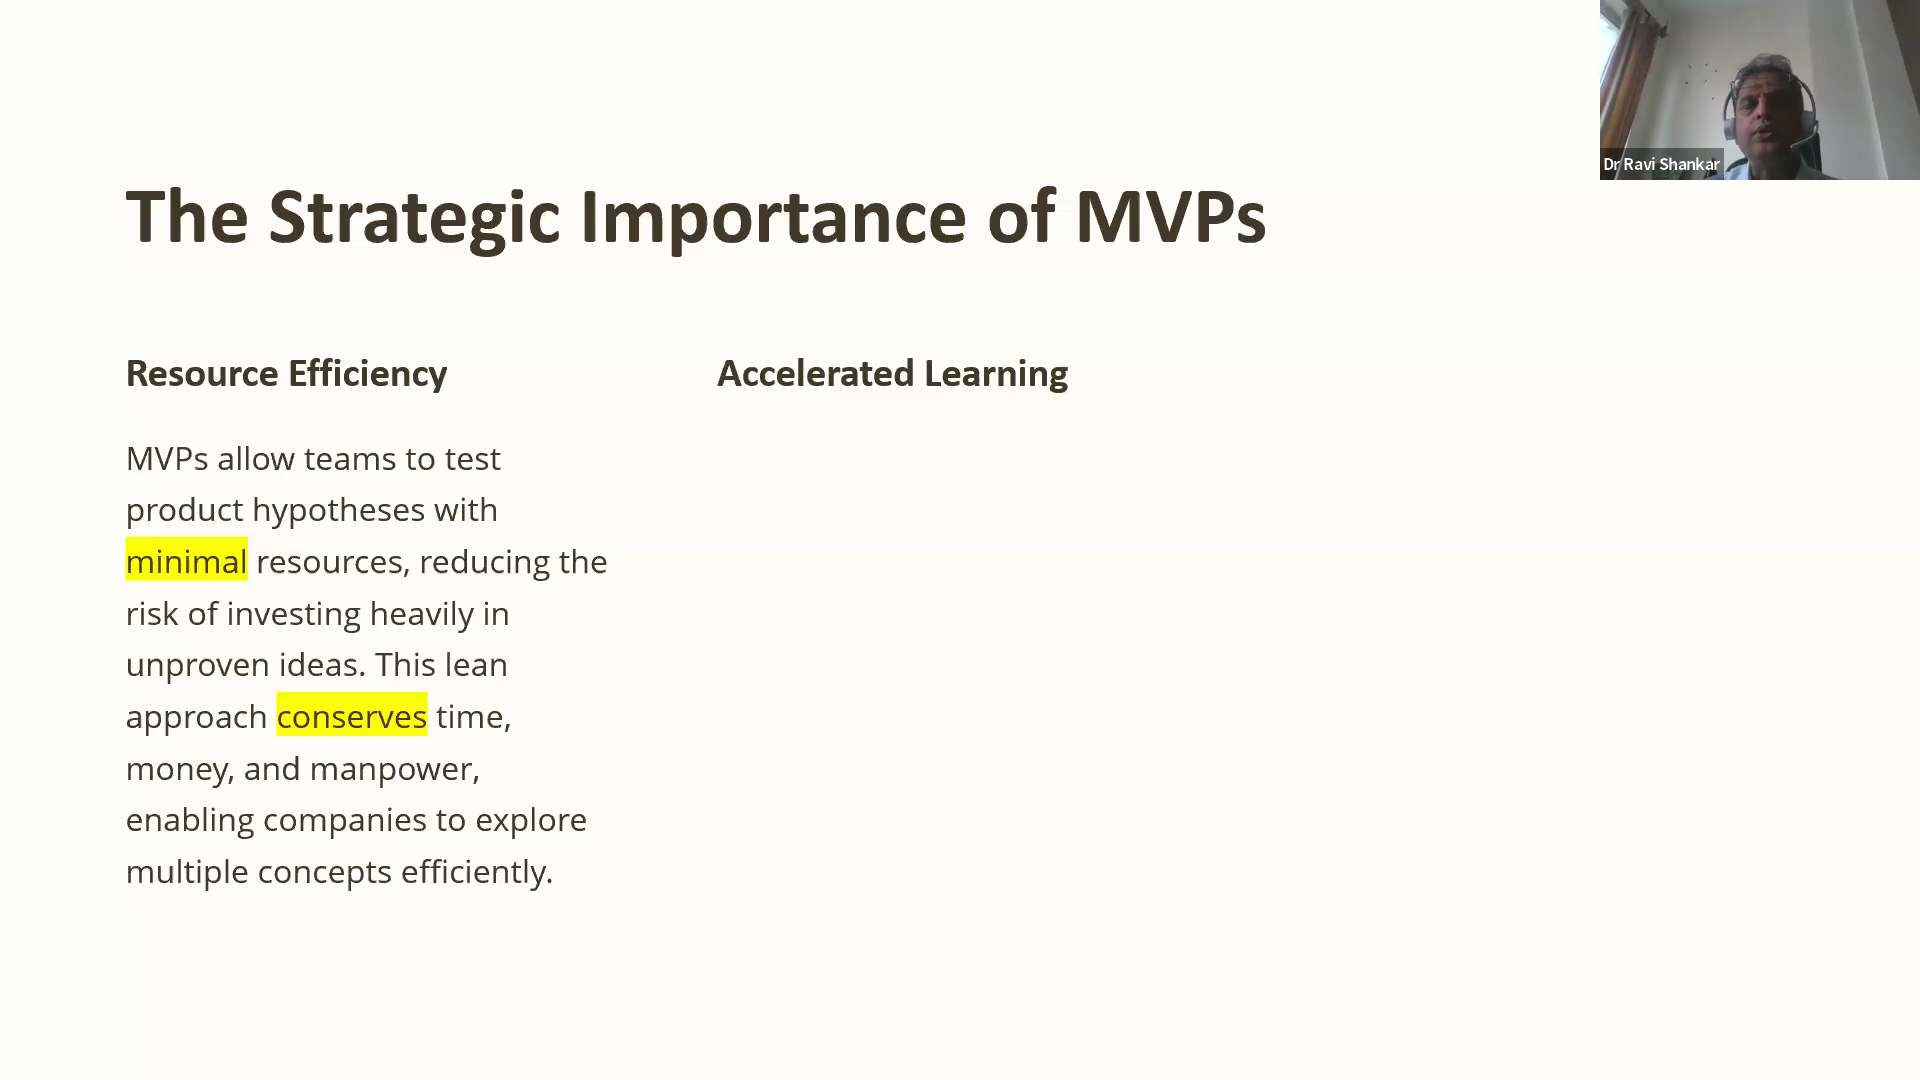 Dr Ravi Shankar
The Strategic Importance of MVPs
Resource Efficiency
MVPs allow teams to test
product hypotheses with
minimal resources, reducing the
risk of investing heavily in
unproven ideas. This lean
approach conserves time,
money, and manpower,
enabling companies to explore
multiple concepts efficiently.
Accelerated Learning